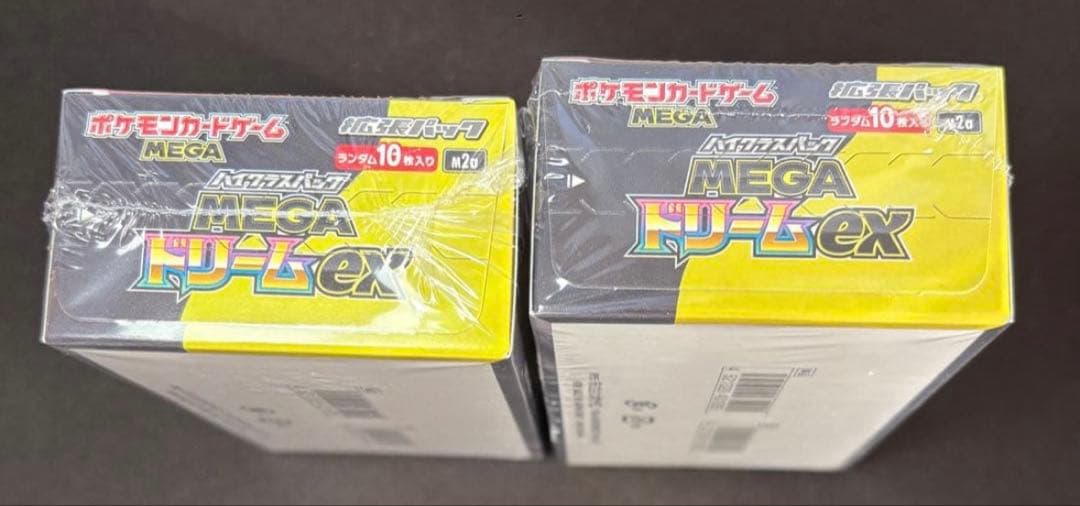 ポケモンカードゲーム
MEGA
拡張パック
ランダム10枚入り
M2a
ハイクラスパック
MEGA
ドリームex
ポケモンカードゲーム
MEGA
拡張パック
ランダム10枚入り
M2a
ハイクラスパック
MEGA
ドリームex